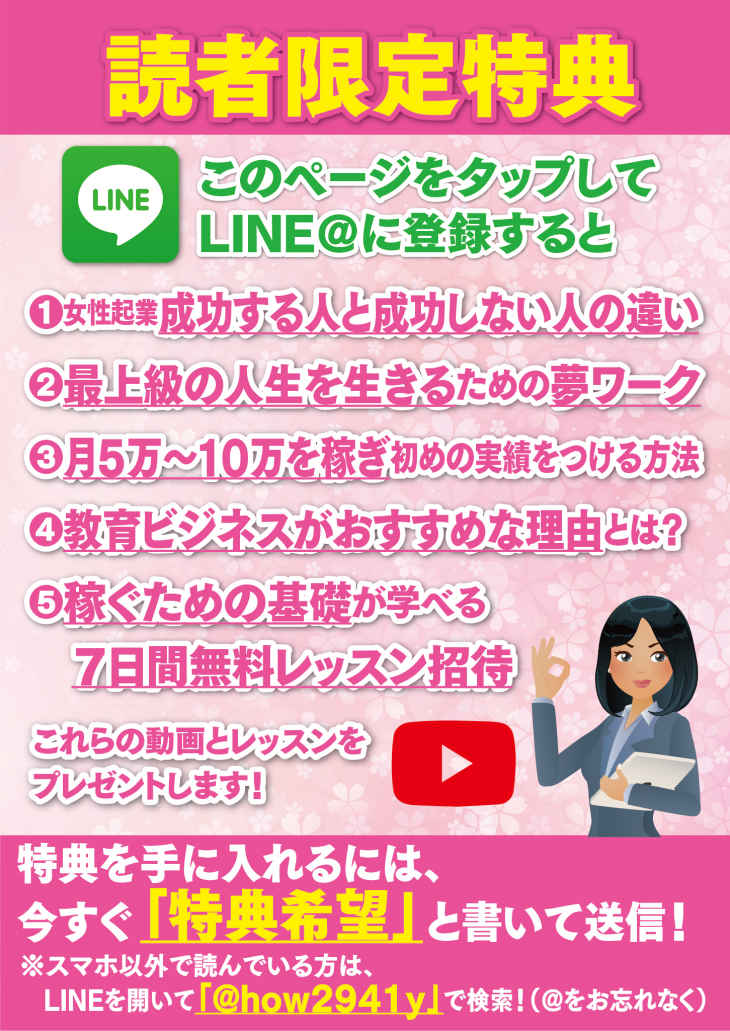 読者限定特典
LINE
このページをタップして
LINE@に登録すると
❶女性起業成功する人と成功しない人の違い
❷最上級の人生を生きるための夢ワーク
❸月5万〜10万を稼ぎ初めの実績をつける方法
❹教育ビジネスがおすすめな理由とは？
❺稼ぐための基礎が学べる
7日間無料レッスン招待
これらの動画とレッスンを
プレゼントします！
特典を手に入れるには、
今すぐ「特典希望」と書いて送信！
※スマホ以外で読んでいる方は、
LINEを開いて「@how2941y」で検索！（@をお忘れなく）